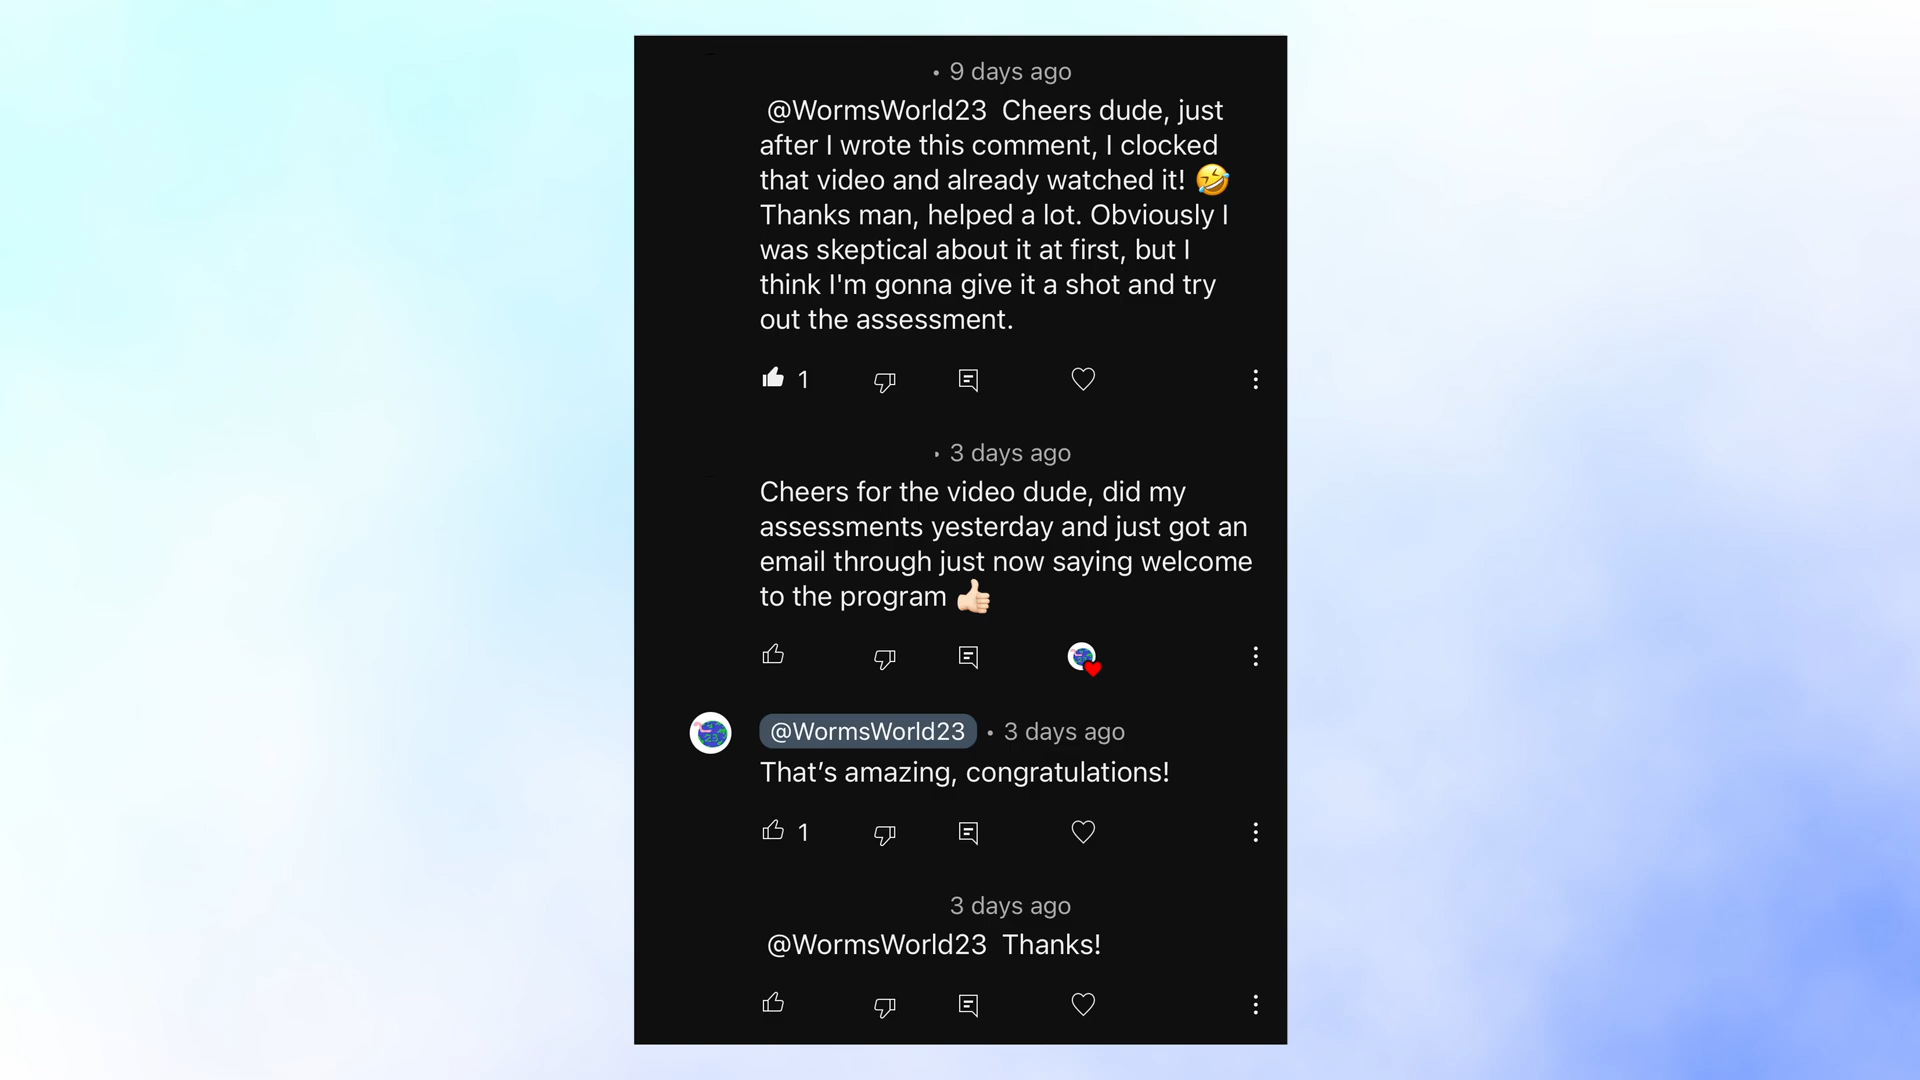 • 9 days ago
@WormsWorld23 Cheers dude, just
after I wrote this comment, I clocked
that video and already watched it! 🤣
Thanks man, helped a lot. Obviously I
was skeptical about it at first, but I
think I'm gonna give it a shot and try
out the assessment.
1
• 3 days ago
Cheers for the video dude, did my
assessments yesterday and just got an
email through just now saying welcome
to the program 👍🏻
@WormsWorld23 • 3 days ago
That’s amazing, congratulations!
1
3 days ago
@WormsWorld23 Thanks!